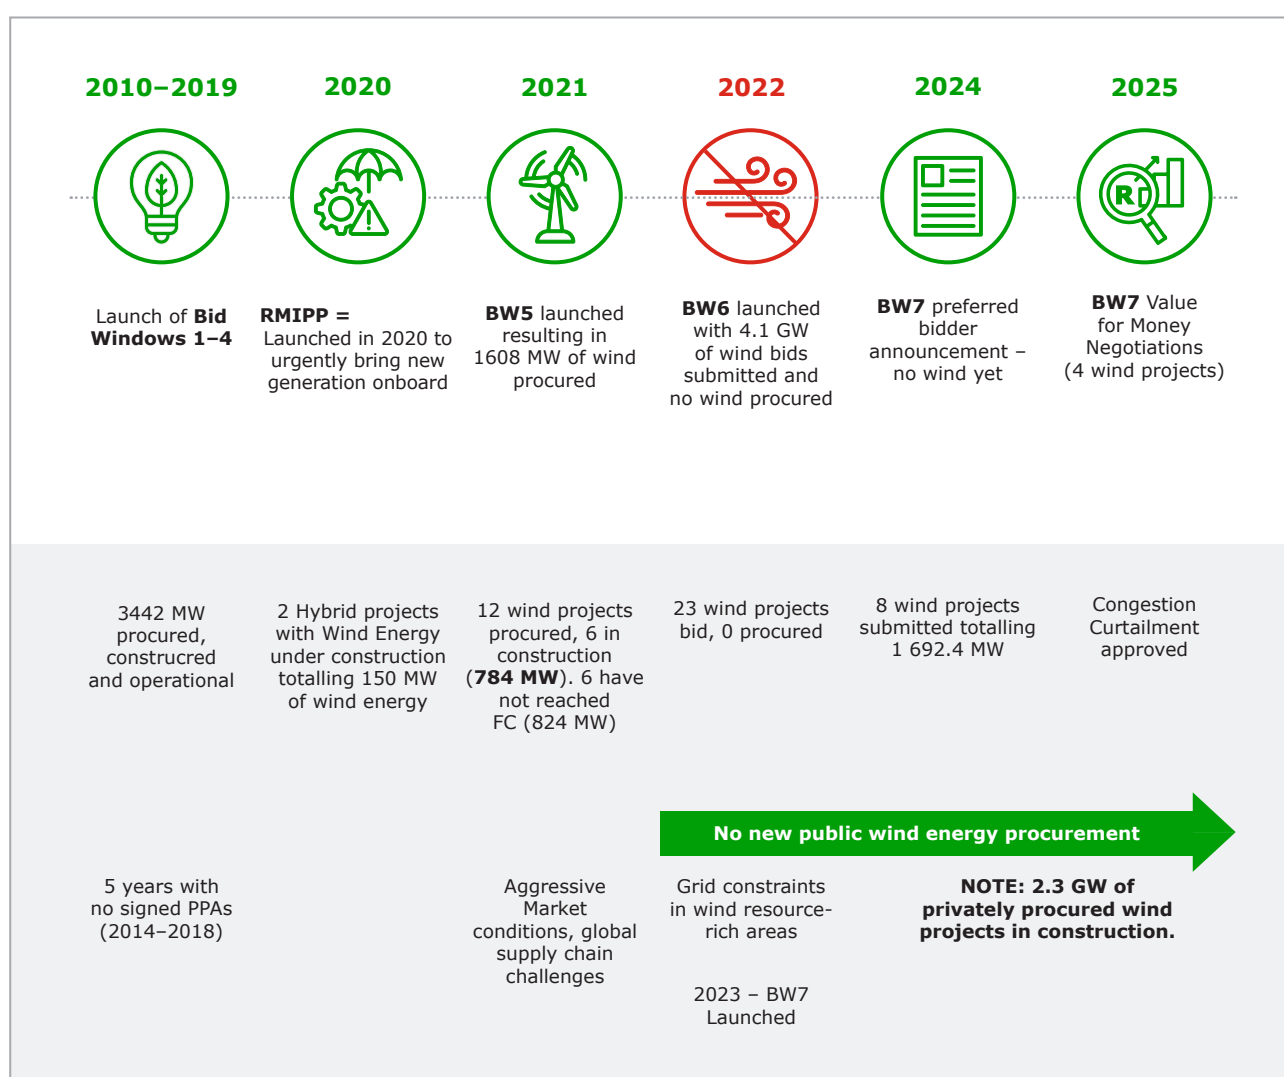 2010–2019
2020
2021
2022
2024
2025
R
Launch of Bid
Windows 1–4
RMIPP =
Launched in 2020 to
urgently bring new
generation onboard
BW5 launched
resulting in
1608 MW of wind
procured
BW6 launched
with 4.1 GW
of wind bids
submitted and
no wind procured
BW7 preferred
bidder
announcement –
no wind yet
BW7 Value
for Money
Negotiations
(4 wind projects)
3442 MW
procured,
construcred
and operational
2 Hybrid projects
with Wind Energy
under construction
totalling 150 MW
of wind energy
12 wind projects
procured, 6 in
construction
(784 MW). 6 have
not reached
FC (824 MW)
23 wind projects
bid, 0 procured
8 wind projects
submitted totalling
1 692.4 MW
Congestion
Curtailment
approved
No new public wind energy procurement
5 years with
no signed PPAs
(2014–2018)
Aggressive
Market
conditions, global
supply chain
challenges
Grid constraints
in wind resource-
rich areas
2023 – BW7
Launched
NOTE: 2.3 GW of
privately procured wind
projects in construction.